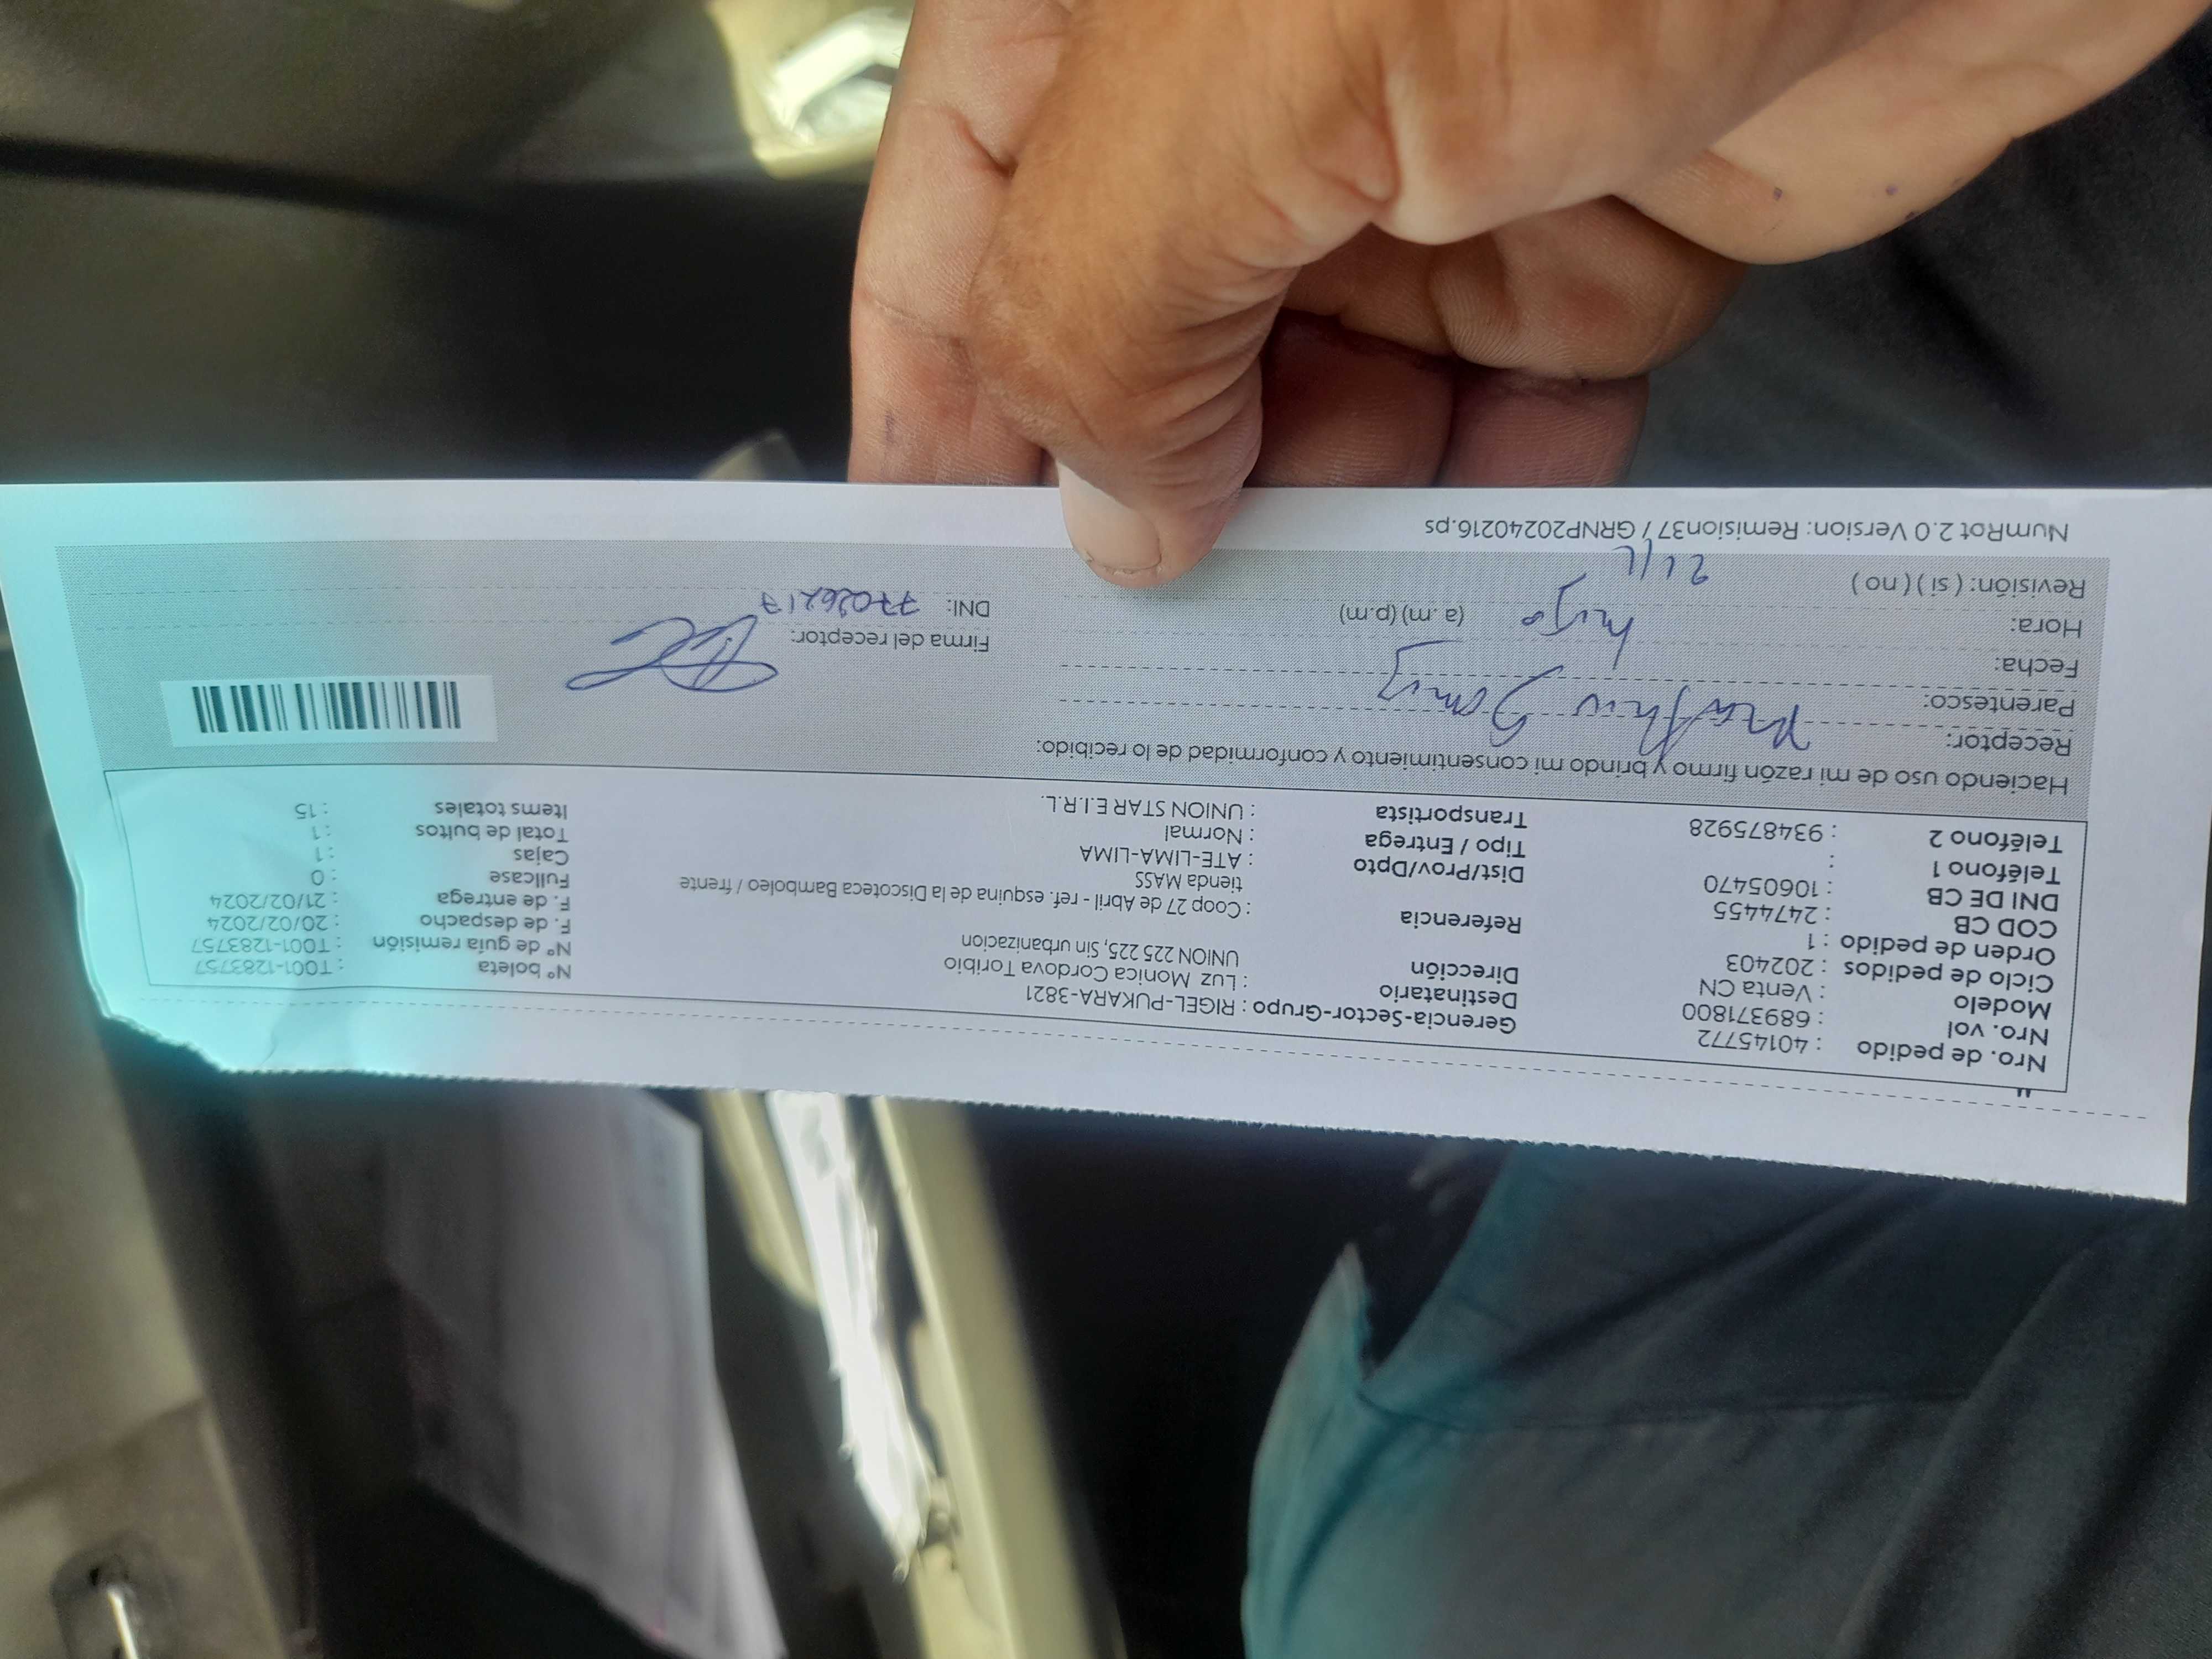 Nro. de pedido : 40145772
Nro. vol : 689371800
Modelo : Venta CN
Ciclo de pedidos : 202403
Orden de pedido : 1
COD CB : 2474455
DNI DE CB : 10605470
Teléfono 1 :
Teléfono 2 : 934875928
Gerencia-Sector-Grupo : RIGEL-PUKARA-3821
Destinatario : Luz Monica Cordova Toribio
Dirección UNION 225 225, Sin urbanizacion
Referencia : Coop 27 de Abril - ref. esquina de la Discoteca Bamboleo / frente
tienda MASS
Dist/Prov/Dpto : ATE-LIMA-LIMA
Tipo / Entrega : Normal
Transportista : UNION STAR E.I.R.L.
Nº boleta : T001-1283757
Nº de guía remisión : T001-1283757
F. de despacho : 20/02/2024
F. de entrega : 21/02/2024
Fullcase : 0
Cajas : 1
Total de bultos : 1
Items totales : 15
Haciendo uso de mi razón firmo y brindo mi consentimiento y conformidad de lo recibido:
Receptor:
Parentesco:
Fecha: hijo
Hora: (a.m) (p.m)
Revisión: ( si ) ( no )
Firma del receptor:
DNI: 77026217
NumRot 2.0 Version: Remision37 / GRNP20240216.ps